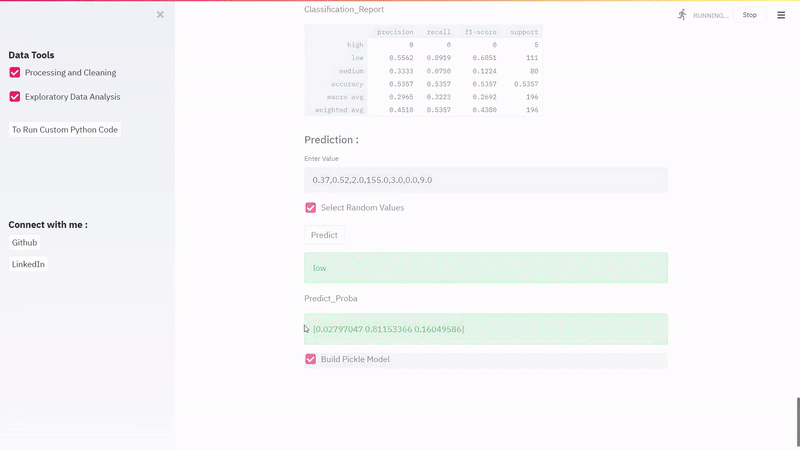 Classification_Report
RUNNING...
Stop
Data Tools
Processing and Cleaning
Exploratory Data Analysis
To Run Custom Python Code
Connect with me :
Github
LinkedIn
precision recall f1-score support
high 0 0 0 5
low 0.5562 0.8919 0.6851 111
medium 0.3333 0.0750 0.1224 80
accuracy 0.5357 0.5357 0.5357 0.5357
macro avg 0.2965 0.3223 0.2692 196
weighted avg 0.4510 0.5357 0.4380 196
Prediction :
Enter Value
0.37,0.52,2.0,155.0,3.0,0.0,9.0
Select Random Values
Predict
low
Predict_Proba
[0.02797047 0.81153366 0.16049586]
Build Pickle Model